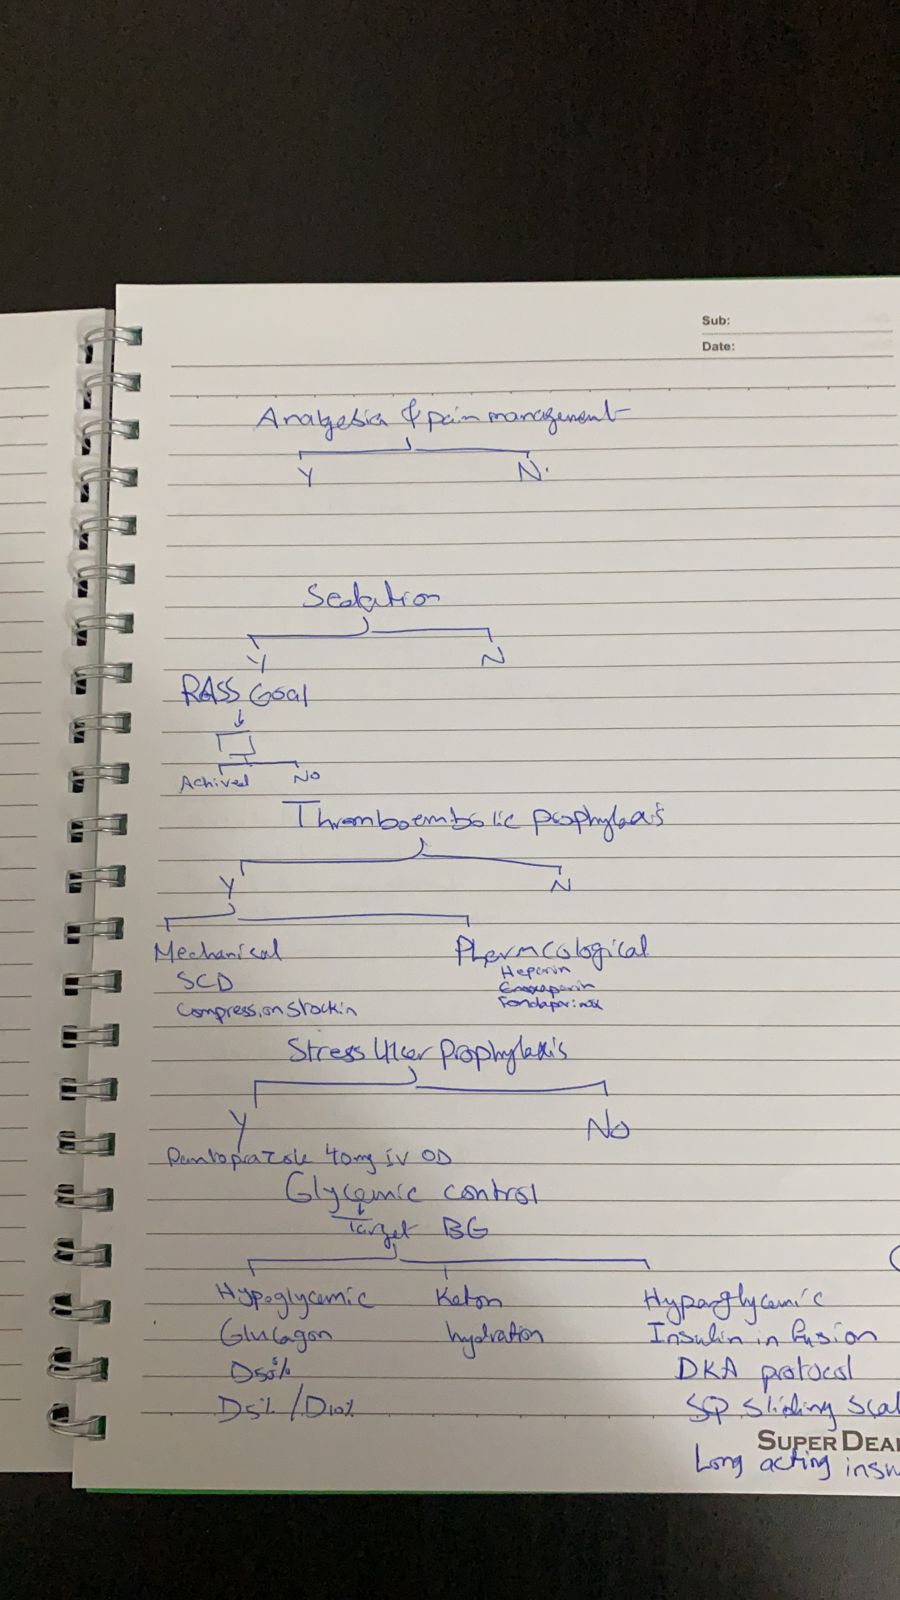 Sub:
Date:
Analgesia & pain management
Y N.
Sedation
Y N
RASS Goal
Achived No
Thromboembolic prophylaxis
Y N
Mechanical Phermcological
SCD Heparin
Enoxaparin
Compression Stockin Fondaparinux
Stress Ulcer Prophylaxis
Y No
Pantoprazole 40mg IV OD
Glycemic control
Target BG
Hypoglycemic Keton Hyperglycemic
Glucagon hydration Insulin infusion
D50% DKA protocol
D5% / D10% SQ Sliding Scal
SUPER DEA
Long acting insu